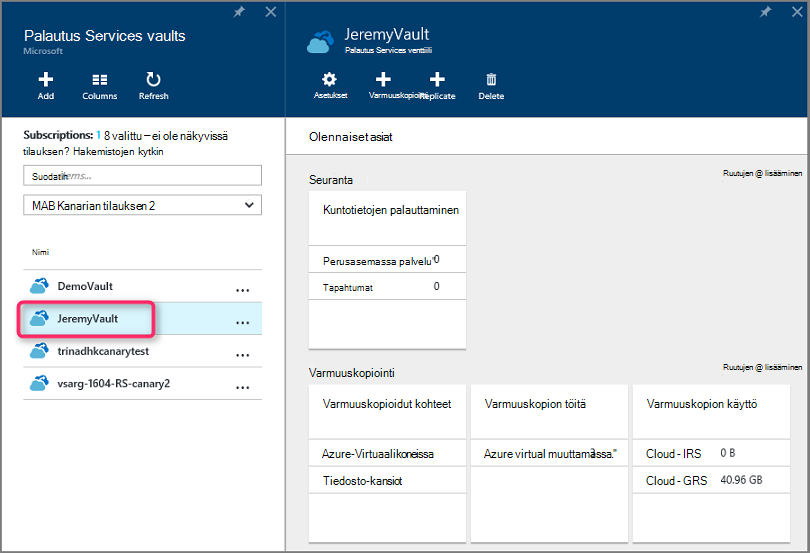 Palautus Services vaults
Microsoft
Add
Columns
Refresh
Subscriptions: 1 8 valittu – ei ole näkyvissä
tilauksen? Hakemistojen kytkin
MAB Kanarian tilauksen 2
Nimi
DemoVault
...
JeremyVault
...
trinadhkcanarytest
...
vsarg-1604-RS-canary2
...
JeremyVault
Palautus Services venttiili
Asetukset
Replicate
Delete
Olennaiset asiat
Seuranta
Ruutujen @ lisääminen
Kuntotietojen palauttaminen
Perusasemassa palvelu" 0
Tapahtumat 0
Varmuuskopiointi
Ruutujen @ lisääminen
Varmuuskopioidut kohteet
Azure-Virtuaalikoneissa
Tiedosto-kansiot
Varmuuskopion töitä
Azure virtual
Varmuuskopion käyttö
Cloud - IRS 0 B
Cloud - GRS 40.96 GB